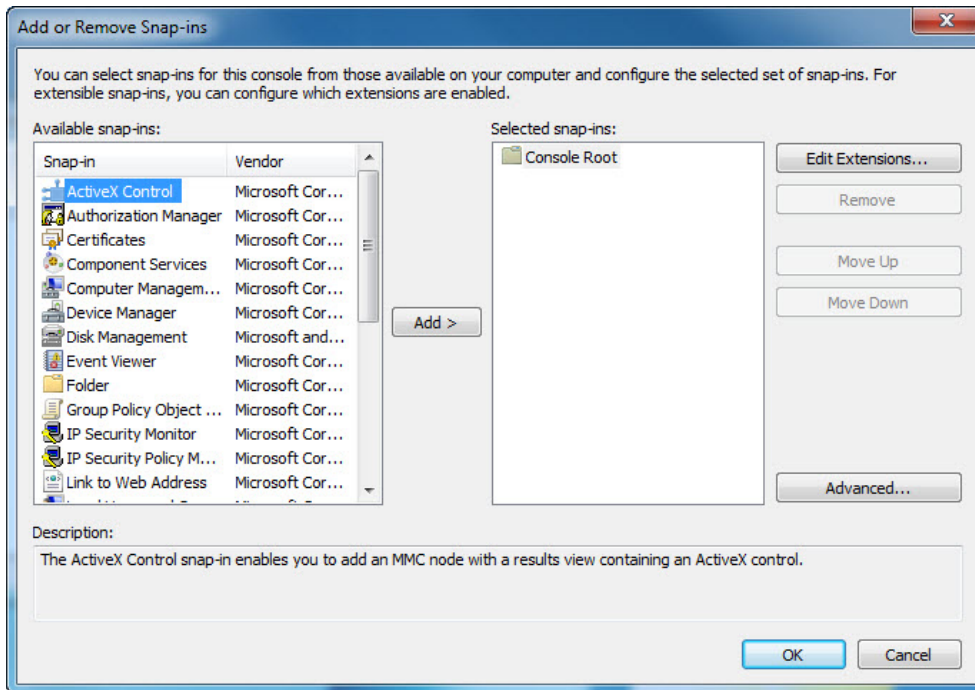 Add or Remove Snap-ins
You can select snap-ins for this console from those available on your computer and configure the selected set of snap-ins. For
extensible snap-ins, you can configure which extensions are enabled.
Available snap-ins:
Snap-in Vendor
ActiveX Control Microsoft Cor...
Authorization Manager Microsoft Cor...
Certificates Microsoft Cor...
Component Services Microsoft Cor...
Computer Managem... Microsoft Cor...
Device Manager Microsoft Cor...
Disk Management Microsoft and...
Event Viewer Microsoft Cor...
Folder Microsoft Cor...
Group Policy Object ... Microsoft Cor...
IP Security Monitor Microsoft Cor...
IP Security Policy M... Microsoft Cor...
Link to Web Address Microsoft Cor...
Add >
Selected snap-ins:
Console Root
Edit Extensions...
Remove
Move Up
Move Down
Advanced...
Description:
The ActiveX Control snap-in enables you to add an MMC node with a results view containing an ActiveX control.
OK
Cancel